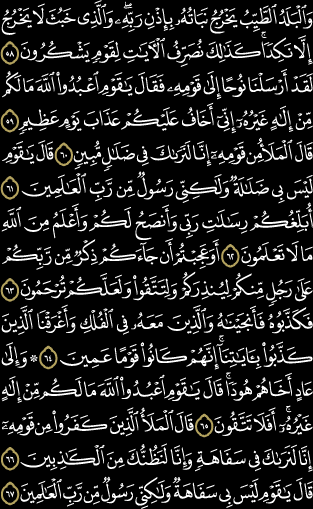 وَٱلْبَلَدُ ٱلطَّيِّبُ يَخْرُجُ نَبَاتُهُۥ بِإِذْنِ رَبِّهِۦ ۖ وَٱلَّذِى خَبُثَ لَا يَخْرُجُ
إِلَّا نَكِدًا ۚ كَذَٰلِكَ نُصَرِّفُ ٱلْـَٔايَـٰتِ لِقَوْمٍ يَشْكُرُونَ ٥٨
لَقَدْ أَرْسَلْنَا نُوحًا إِلَىٰ قَوْمِهِۦ فَقَالَ يَـٰقَوْمِ ٱعْبُدُوا۟ ٱللَّهَ مَا لَكُم
مِّنْ إِلَـٰهٍ غَيْرُهُۥٓ إِنِّىٓ أَخَافُ عَلَيْكُمْ عَذَابَ يَوْمٍ عَظِيمٍ ٥٩
قَالَ ٱلْمَلَأُ مِن قَوْمِهِۦٓ إِنَّا لَنَرَىٰكَ فِى ضَلَـٰلٍ مُّبِينٍ ٦٠ قَالَ يَـٰقَوْمِ
لَيْسَ بِى ضَلَـٰلَةٌ وَلَـٰكِنِّى رَسُولٌ مِّن رَّبِّ ٱلْعَـٰلَمِينَ ٦١
أُبَلِّغُكُمْ رِسَـٰلَـٰتِ رَبِّى وَأَنصَحُ لَكُمْ وَأَعْلَمُ مِنَ ٱللَّهِ
مَا لَا تَعْلَمُونَ ٦٢ أَوَعَجِبْتُمْ أَن جَآءَكُمْ ذِكْرٌ مِّن رَّبِّكُمْ
عَلَىٰ رَجُلٍ مِّنكُمْ لِيُنذِرَكُمْ وَلِتَتَّقُوا۟ وَلَعَلَّكُمْ تُرْحَمُونَ ٦٣
فَكَذَّبُوهُ فَأَنجَيْنَـٰهُ وَٱلَّذِينَ مَعَهُۥ فِى ٱلْفُلْكِ وَأَغْرَقْنَا ٱلَّذِينَ
كَذَّبُوا۟ بِـَٔايَـٰتِنَآ ۚ إِنَّهُمْ كَانُوا۟ قَوْمًا عَمِينَ ٦٤ ۞ وَإِلَىٰ
عَادٍ أَخَاهُمْ هُودًا ۗ قَالَ يَـٰقَوْمِ ٱعْبُدُوا۟ ٱللَّهَ مَا لَكُم مِّنْ إِلَـٰهٍ
غَيْرُهُۥٓ ۚ أَفَلَا تَتَّقُونَ ٦٥ قَالَ ٱلْمَلَأُ ٱلَّذِينَ كَفَرُوا۟ مِن قَوْمِهِۦٓ
إِنَّا لَنَرَىٰكَ فِى سَفَاهَةٍ وَإِنَّا لَنَظُنُّكَ مِنَ ٱلْكَـٰذِبِينَ ٦٦
قَالَ يَـٰقَوْمِ لَيْسَ بِى سَفَاهَةٌ وَلَـٰكِنِّى رَسُولٌ مِّن رَّبِّ ٱلْعَـٰلَمِينَ ٦٧